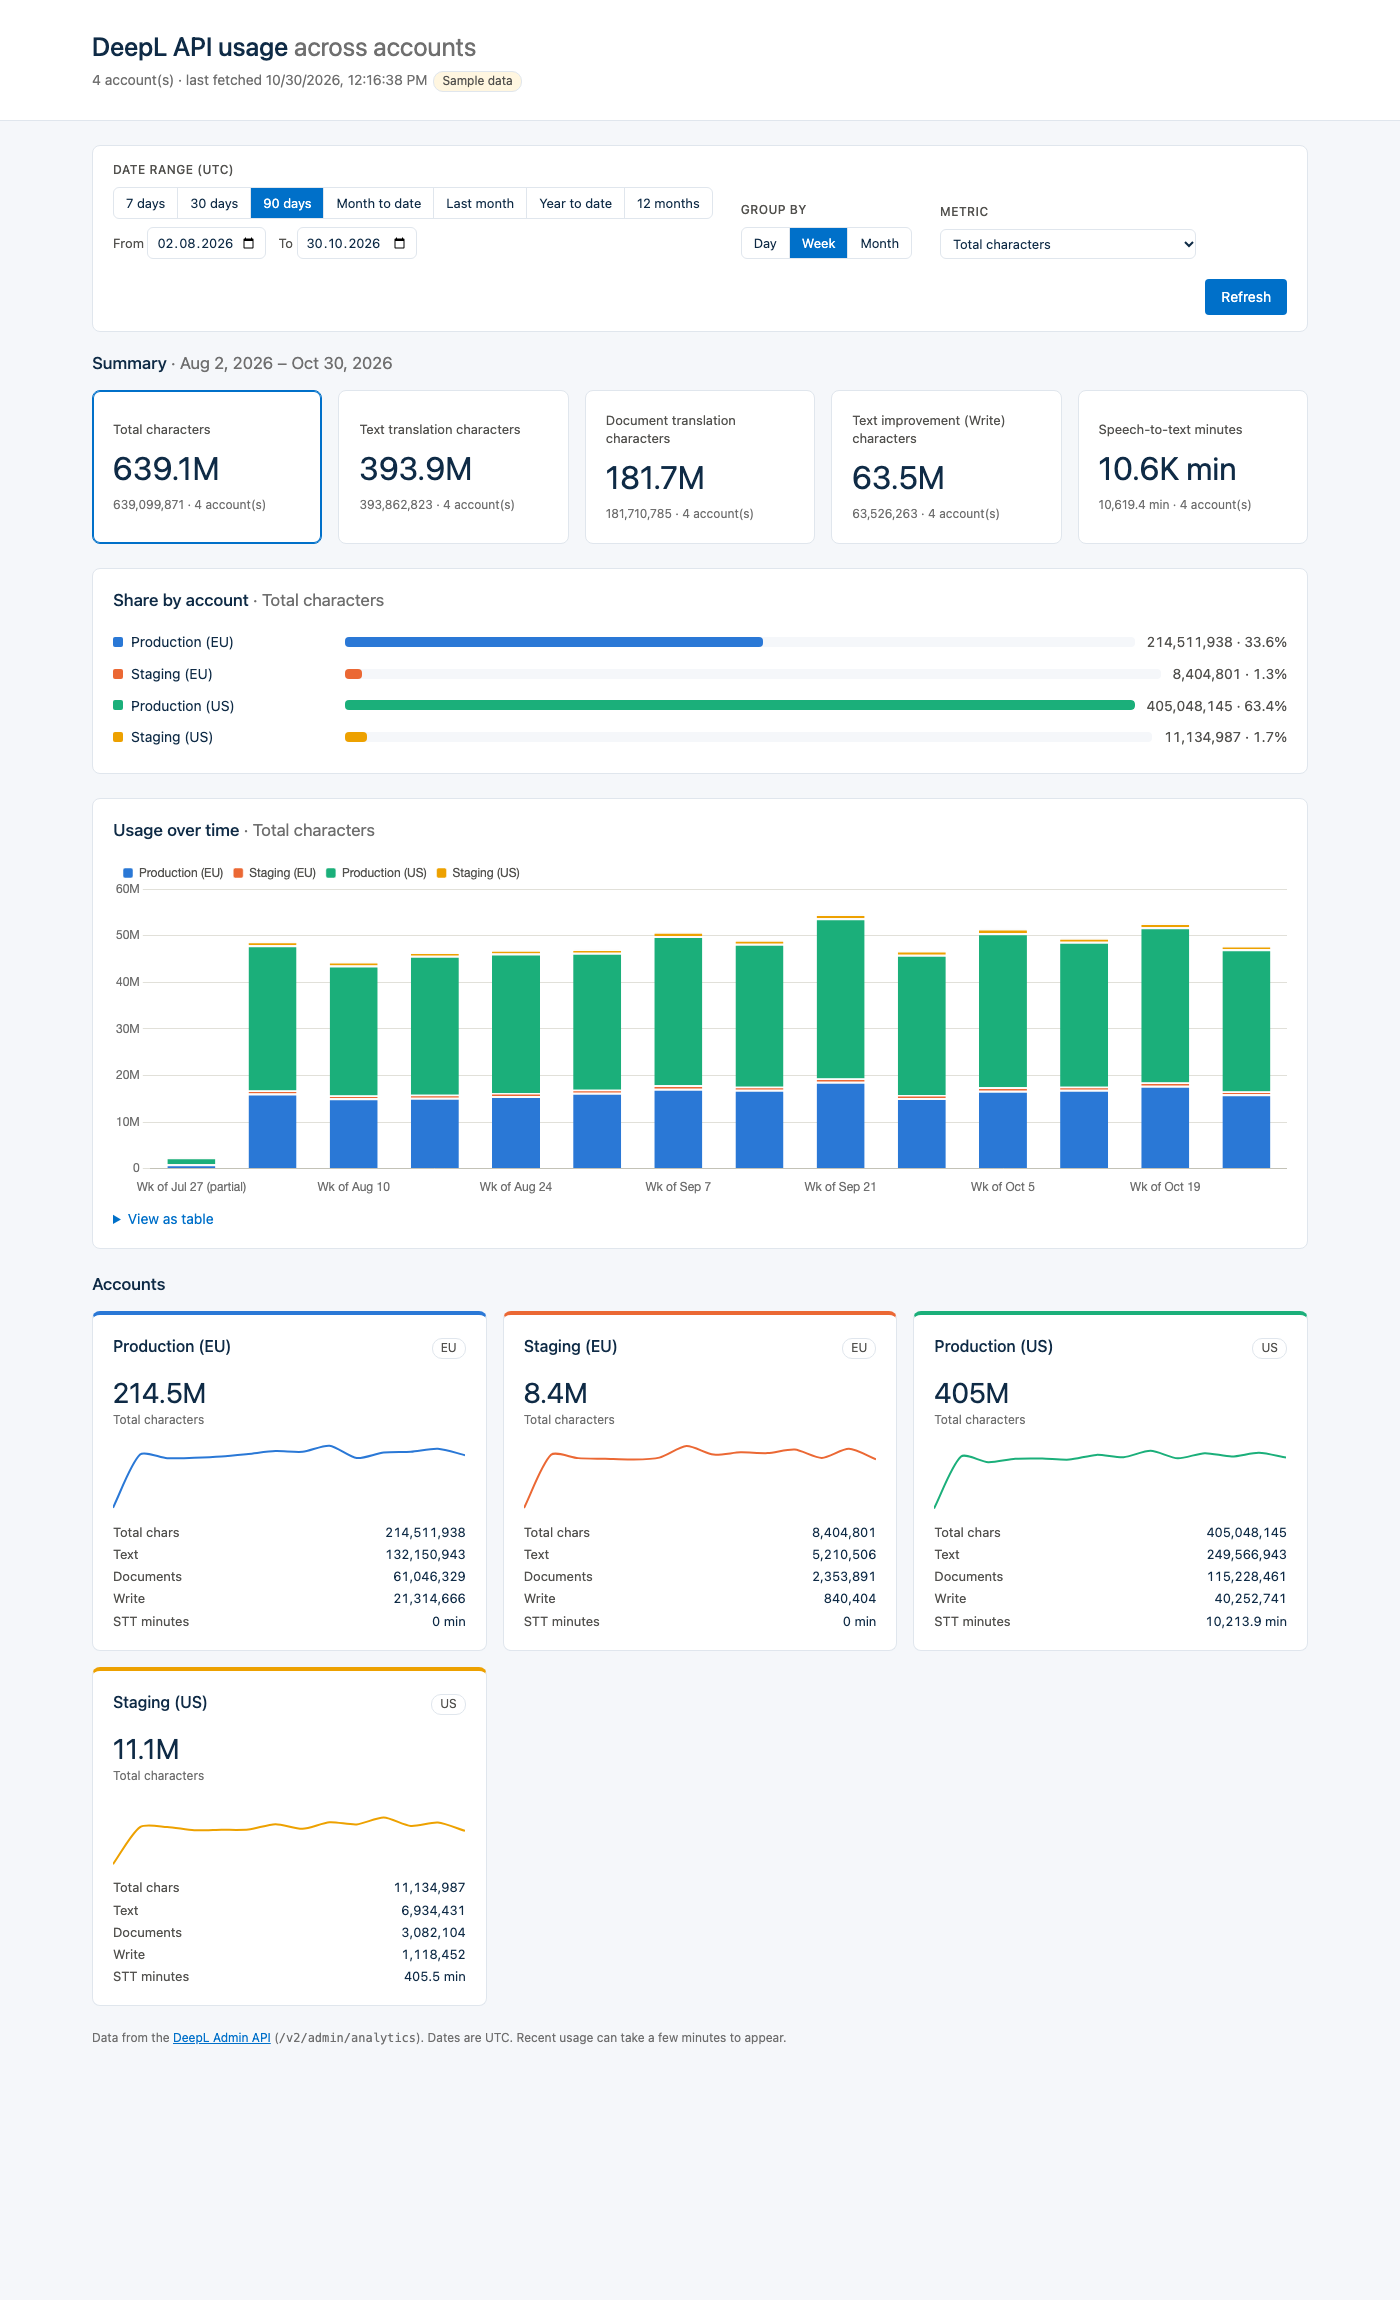 DeepL API usage across accounts
4 account(s) · last fetched 10/30/2026, 12:16:38 PM Sample data
DATE RANGE (UTC)
7 days 30 days 90 days Month to date Last month Year to date 12 months
From 02.08.2026 To 30.10.2026
GROUP BY
Day Week Month
METRIC
Total characters
Refresh
Summary · Aug 2, 2026 – Oct 30, 2026
Total characters
639.1M
639,099,871 · 4 account(s)
Text translation characters
393.9M
393,862,823 · 4 account(s)
Document translation
characters
181.7M
181,710,785 · 4 account(s)
Text improvement (Write)
characters
63.5M
63,526,263 · 4 account(s)
Speech-to-text minutes
10.6K min
10,619.4 min · 4 account(s)
Share by account · Total characters
Production (EU) 214,511,938 · 33.6%
Staging (EU) 8,404,801 · 1.3%
Production (US) 405,048,145 · 63.4%
Staging (US) 11,134,987 · 1.7%
Usage over time · Total characters
Production (EU) Staging (EU) Production (US) Staging (US)
60M
50M
40M
30M
20M
10M
0
Wk of Jul 27 (partial) Wk of Aug 10 Wk of Aug 24 Wk of Sep 7 Wk of Sep 21 Wk of Oct 5 Wk of Oct 19
View as table
Accounts
Production (EU) EU
214.5M
Total characters
Total chars 214,511,938
Text 132,150,943
Documents 61,046,329
Write 21,314,666
STT minutes 0 min
Staging (EU) EU
8.4M
Total characters
Total chars 8,404,801
Text 5,210,506
Documents 2,353,891
Write 840,404
STT minutes 0 min
Production (US) US
405M
Total characters
Total chars 405,048,145
Text 249,566,943
Documents 115,228,461
Write 40,252,741
STT minutes 10,213.9 min
Staging (US) US
11.1M
Total characters
Total chars 11,134,987
Text 6,934,431
Documents 3,082,104
Write 1,118,452
STT minutes 405.5 min
Data from the DeepL Admin API (/v2/admin/analytics). Dates are UTC. Recent usage can take a few minutes to appear.